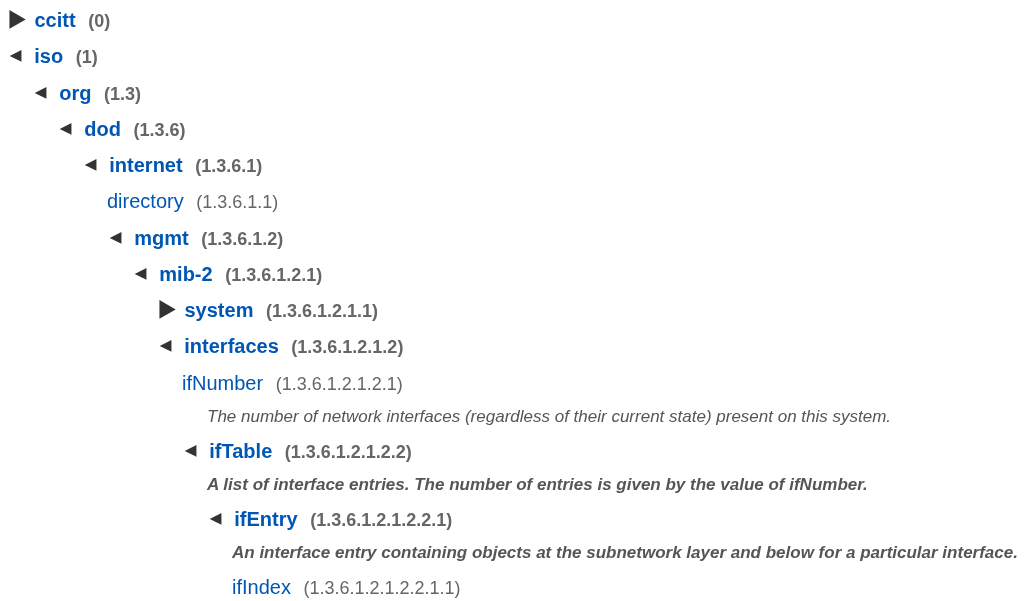 ccitt (0)
iso (1)
org (1.3)
dod (1.3.6)
internet (1.3.6.1)
directory (1.3.6.1.1)
mgmt (1.3.6.1.2)
mib-2 (1.3.6.1.2.1)
system (1.3.6.1.2.1.1)
interfaces (1.3.6.1.2.1.2)
ifNumber (1.3.6.1.2.1.2.1)
The number of network interfaces (regardless of their current state) present on this system.
ifTable (1.3.6.1.2.1.2.2)
A list of interface entries. The number of entries is given by the value of ifNumber.
ifEntry (1.3.6.1.2.1.2.2.1)
An interface entry containing objects at the subnetwork layer and below for a particular interface.
ifIndex (1.3.6.1.2.1.2.2.1.1)